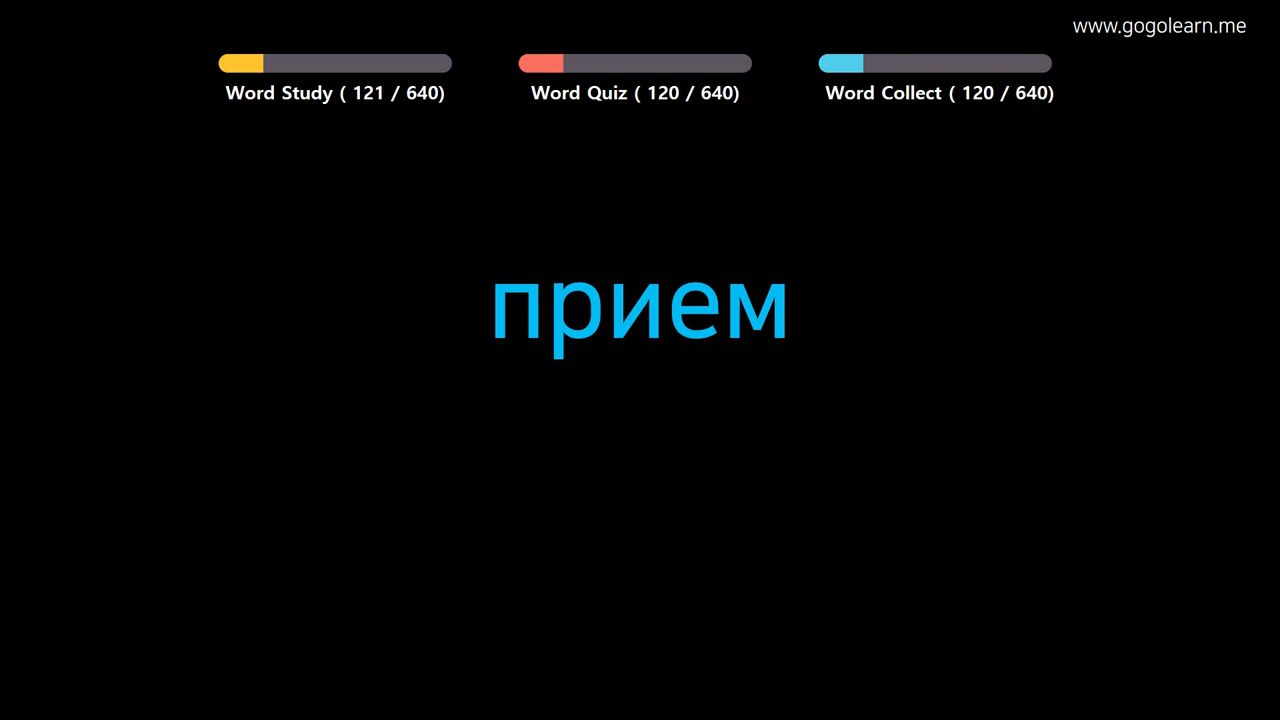 www.gogolearn.me
Word Study ( 121 / 640)
Word Quiz ( 120 / 640)
Word Collect ( 120 / 640)
прием